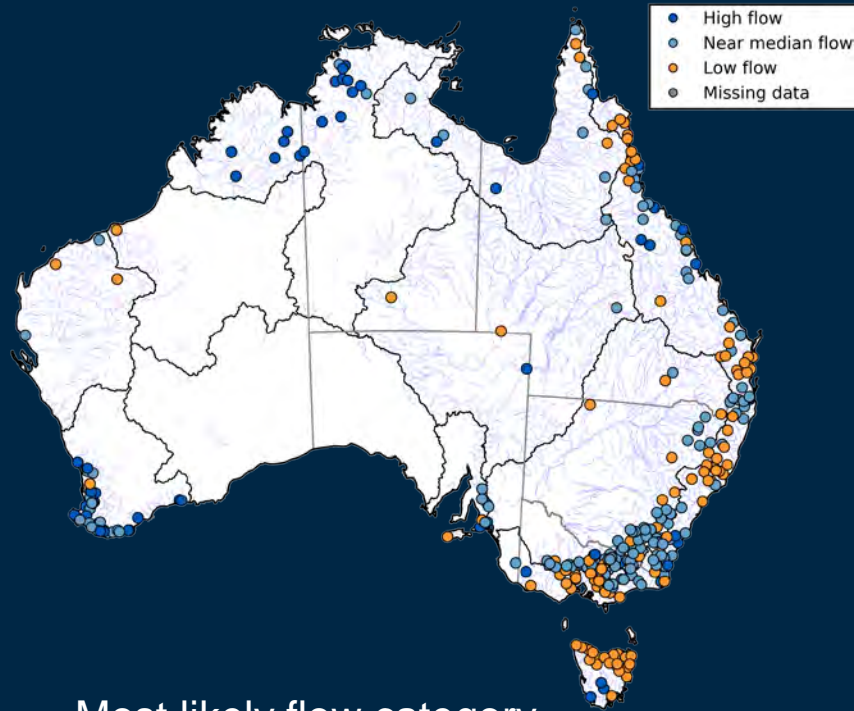 High flow
Near median flow
Low flow
Missing data
Most likely flow category